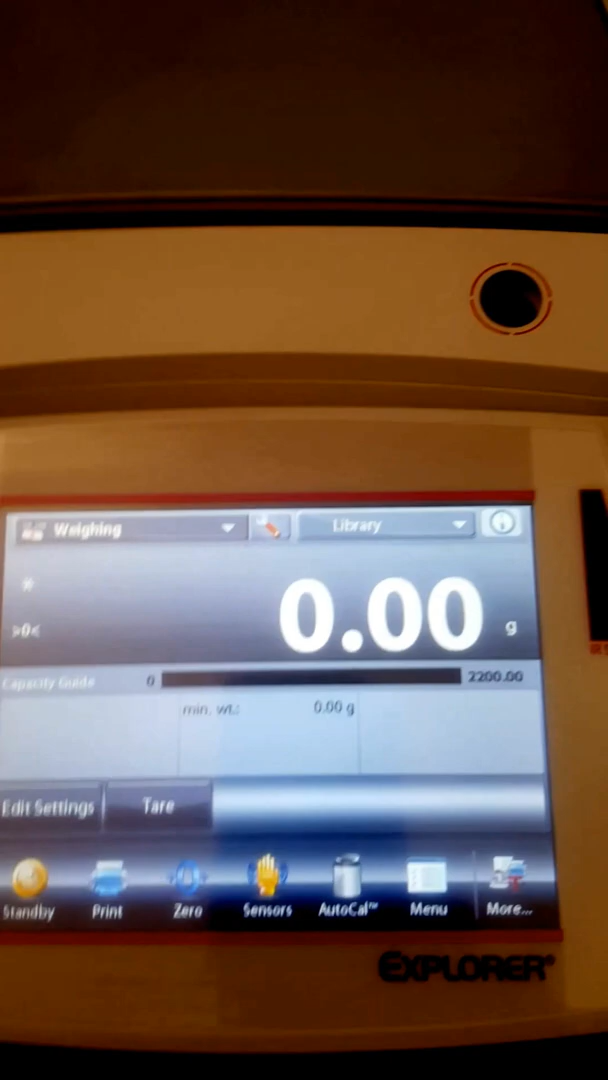 Weighing Library
*
0.00 g
>0<
Capacity Guide 0 2200.00
min. wt: 0.00 g
Edit Settings Tare
Standby Print Zero Sensors AutoCal™ Menu More...
EXPLORER®